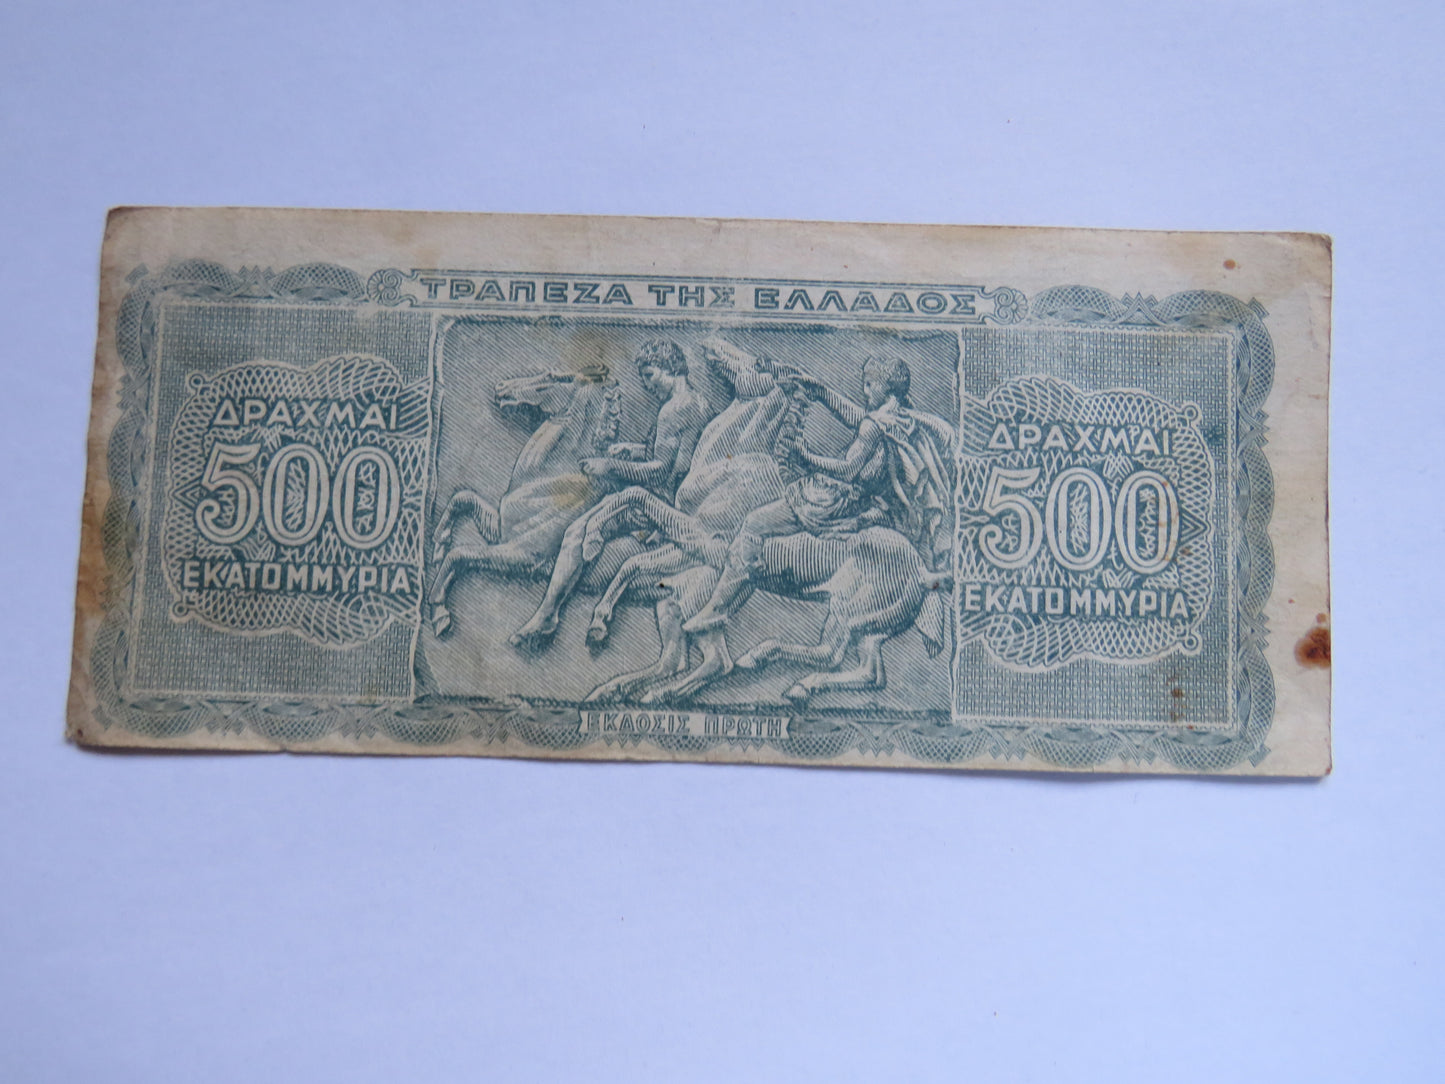 ΤΡΑΠΕΖΑ ΤΗΣ ΕΛΛΑΔΟΣ
ΔΡΑΧΜΑΙ
500
ΕΚΑΤΟΜΜΥΡΙΑ
ΔΡΑΧΜΑΙ
500
ΕΚΑΤΟΜΜΥΡΙΑ
ΕΚΔΟΣΙΣ ΠΡΩΤΗ